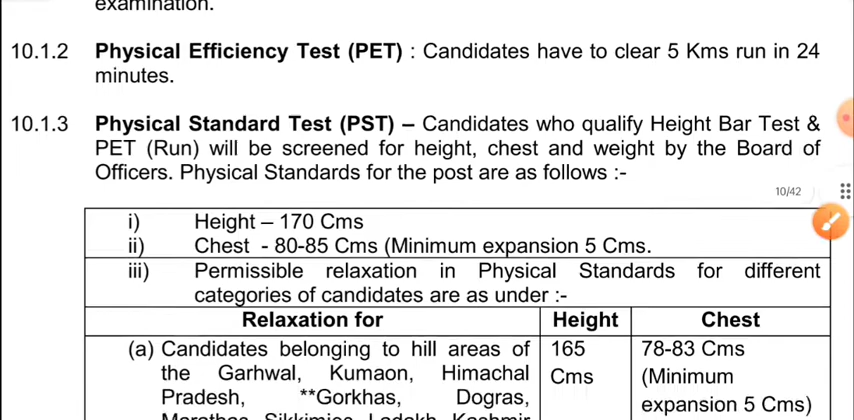 examination.
10.1.2 Physical Efficiency Test (PET) : Candidates have to clear 5 Kms run in 24
minutes.
10.1.3 Physical Standard Test (PST) – Candidates who qualify Height Bar Test &
PET (Run) will be screened for height, chest and weight by the Board of
Officers. Physical Standards for the post are as follows :-
10/42
i) Height – 170 Cms
ii) Chest - 80-85 Cms (Minimum expansion 5 Cms.
iii) Permissible relaxation in Physical Standards for different
categories of candidates are as under :-
Relaxation for Height Chest
(a) Candidates belonging to hill areas of 165 78-83 Cms
the Garhwal, Kumaon, Himachal Cms (Minimum
Pradesh, **Gorkhas, Dogras, expansion 5 Cms)
Marathas, Sikkimies, Ladakh, Kashmir